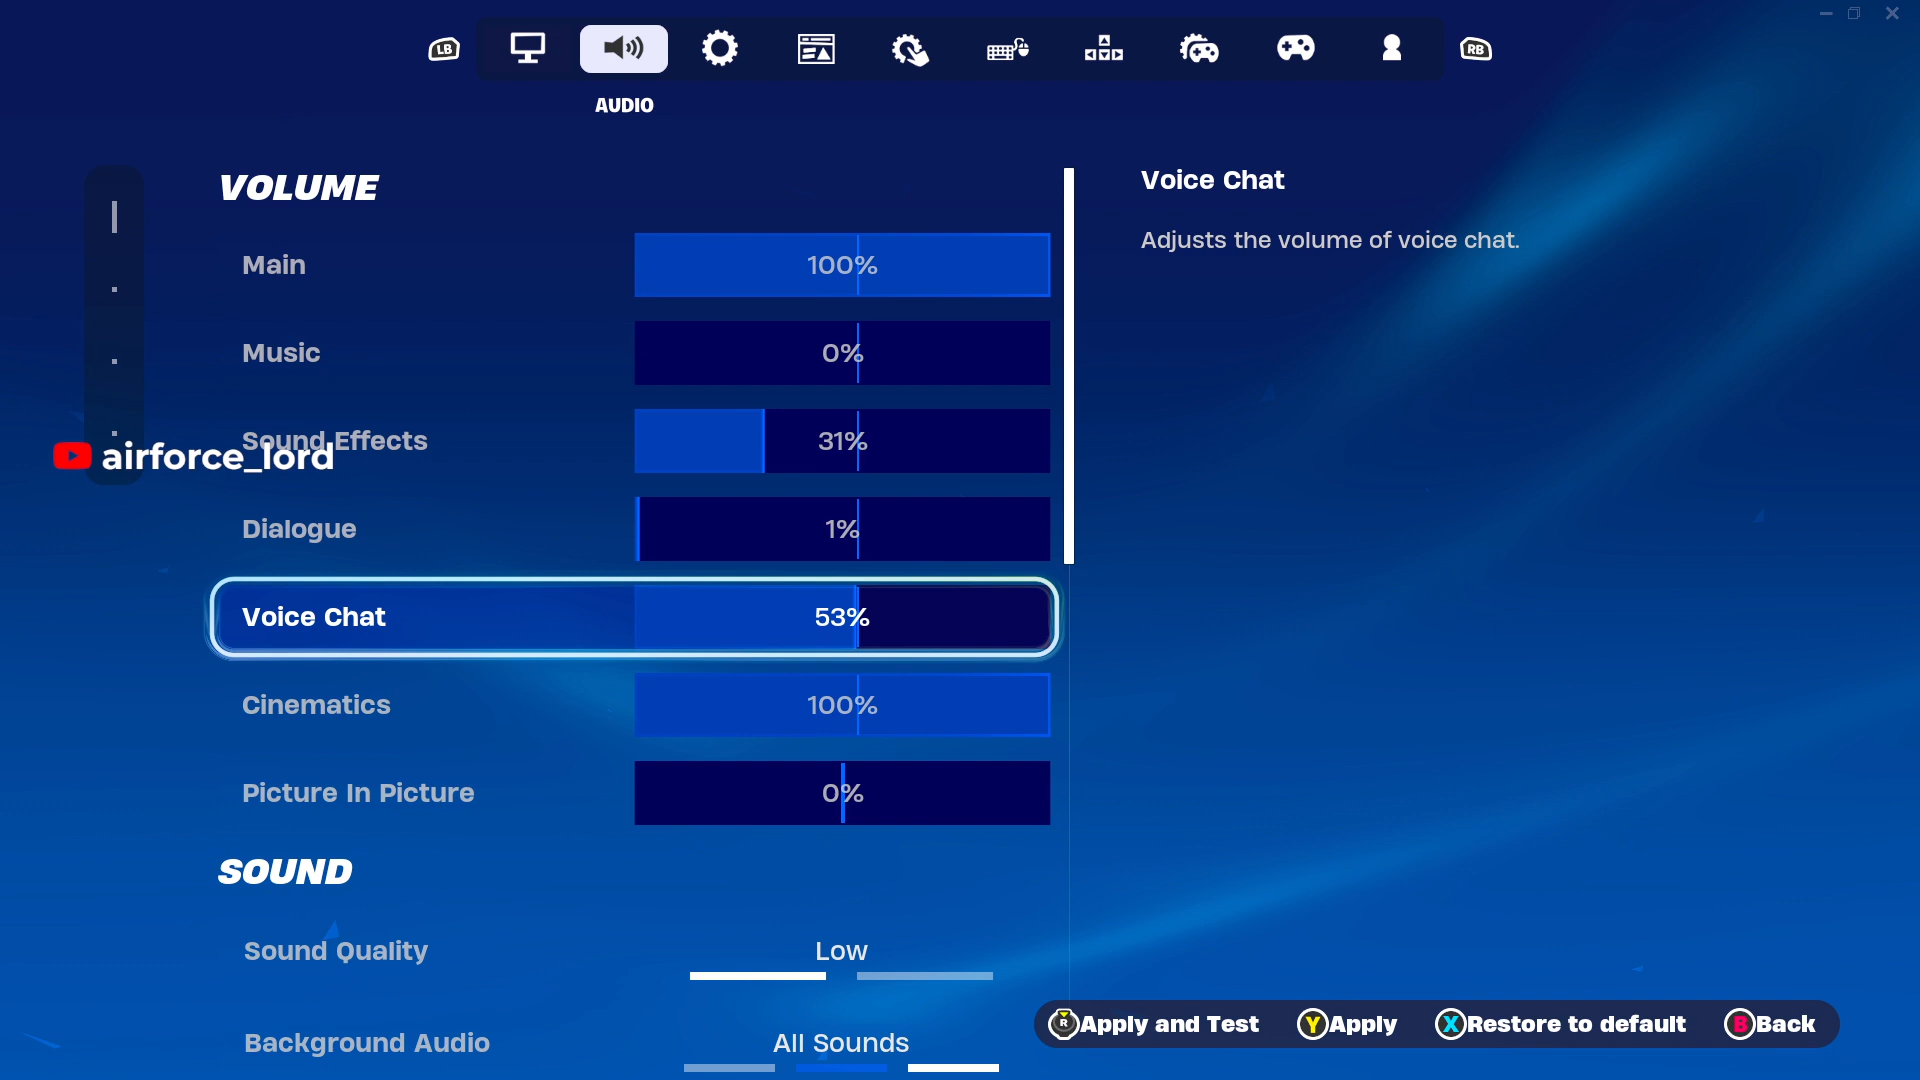 LB
RB
AUDIO
VOLUME
Main 100%
Music 0%
Sound Effects 31%
airforce_lord
Dialogue 1%
Voice Chat 53%
Cinematics 100%
Picture In Picture 0%
SOUND
Sound Quality Low
Background Audio All Sounds
Voice Chat
Adjusts the volume of voice chat.
R Apply and Test Y Apply X Restore to default B Back